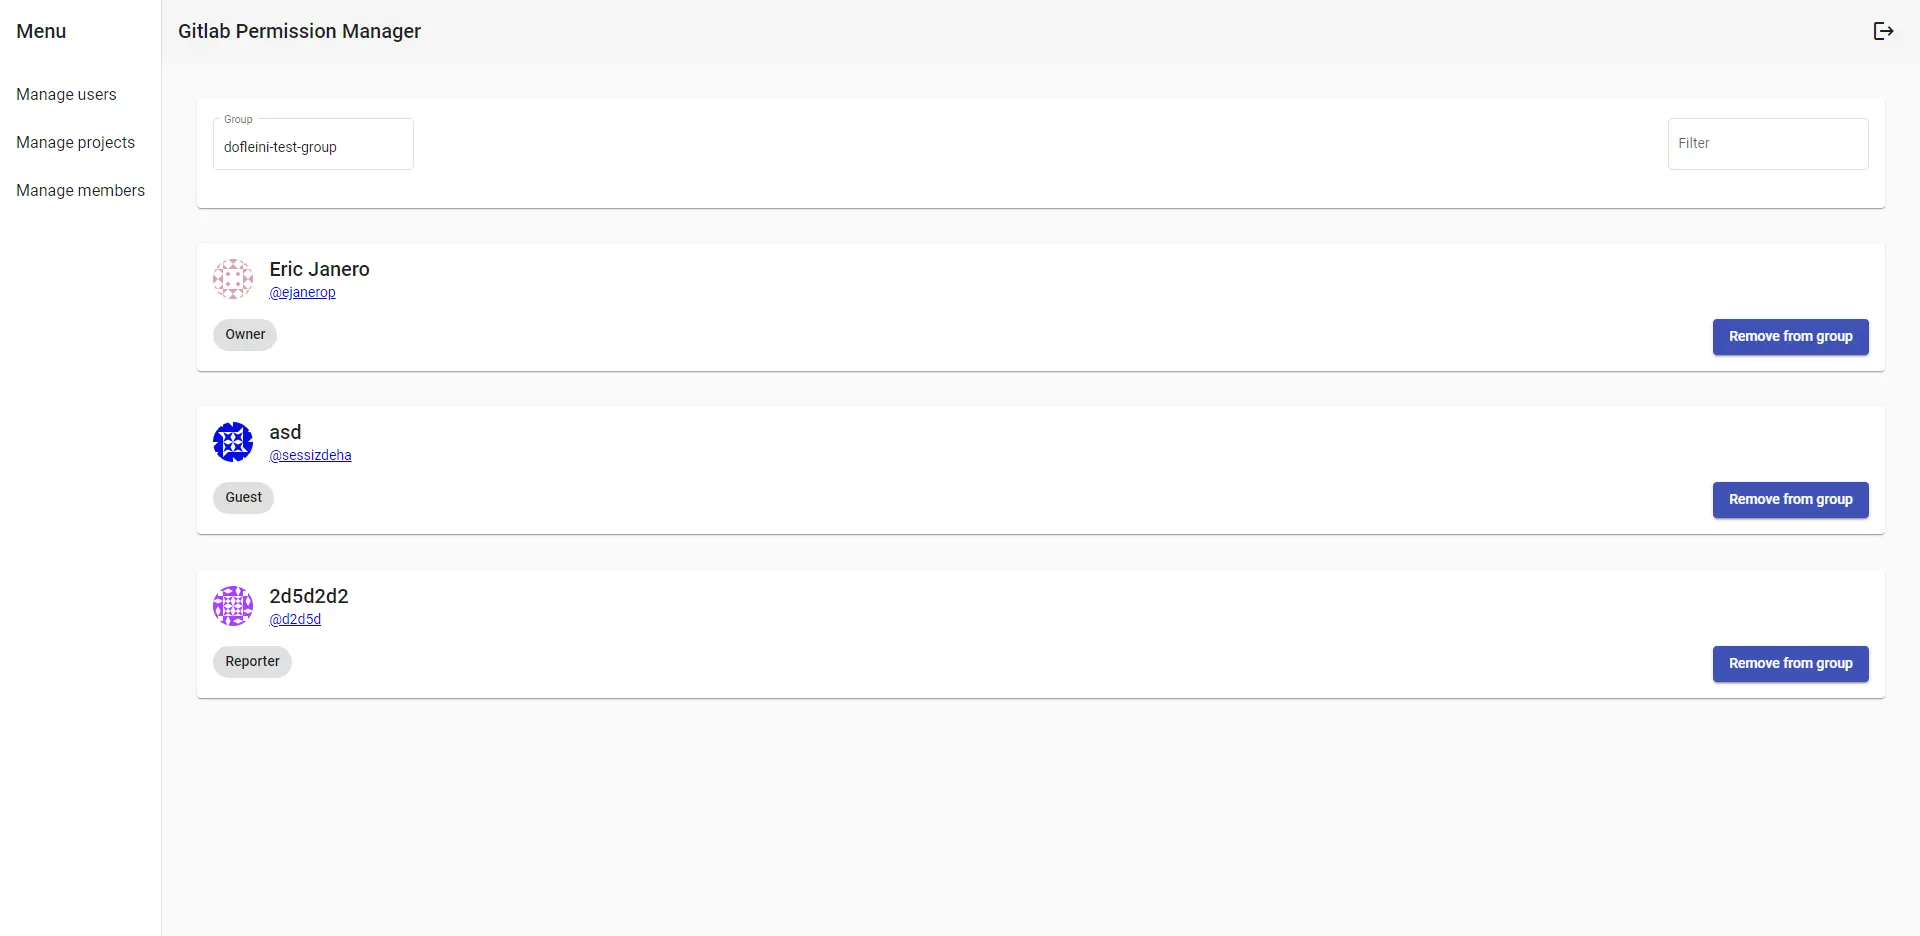 Menu
Gitlab Permission Manager
Manage users
Manage projects
Manage members
Group
dofleini-test-group
Filter
Eric Janero
@ejanerop
Owner
Remove from group
asd
@sessizdeha
Guest
Remove from group
2d5d2d2
@d2d5d
Reporter
Remove from group